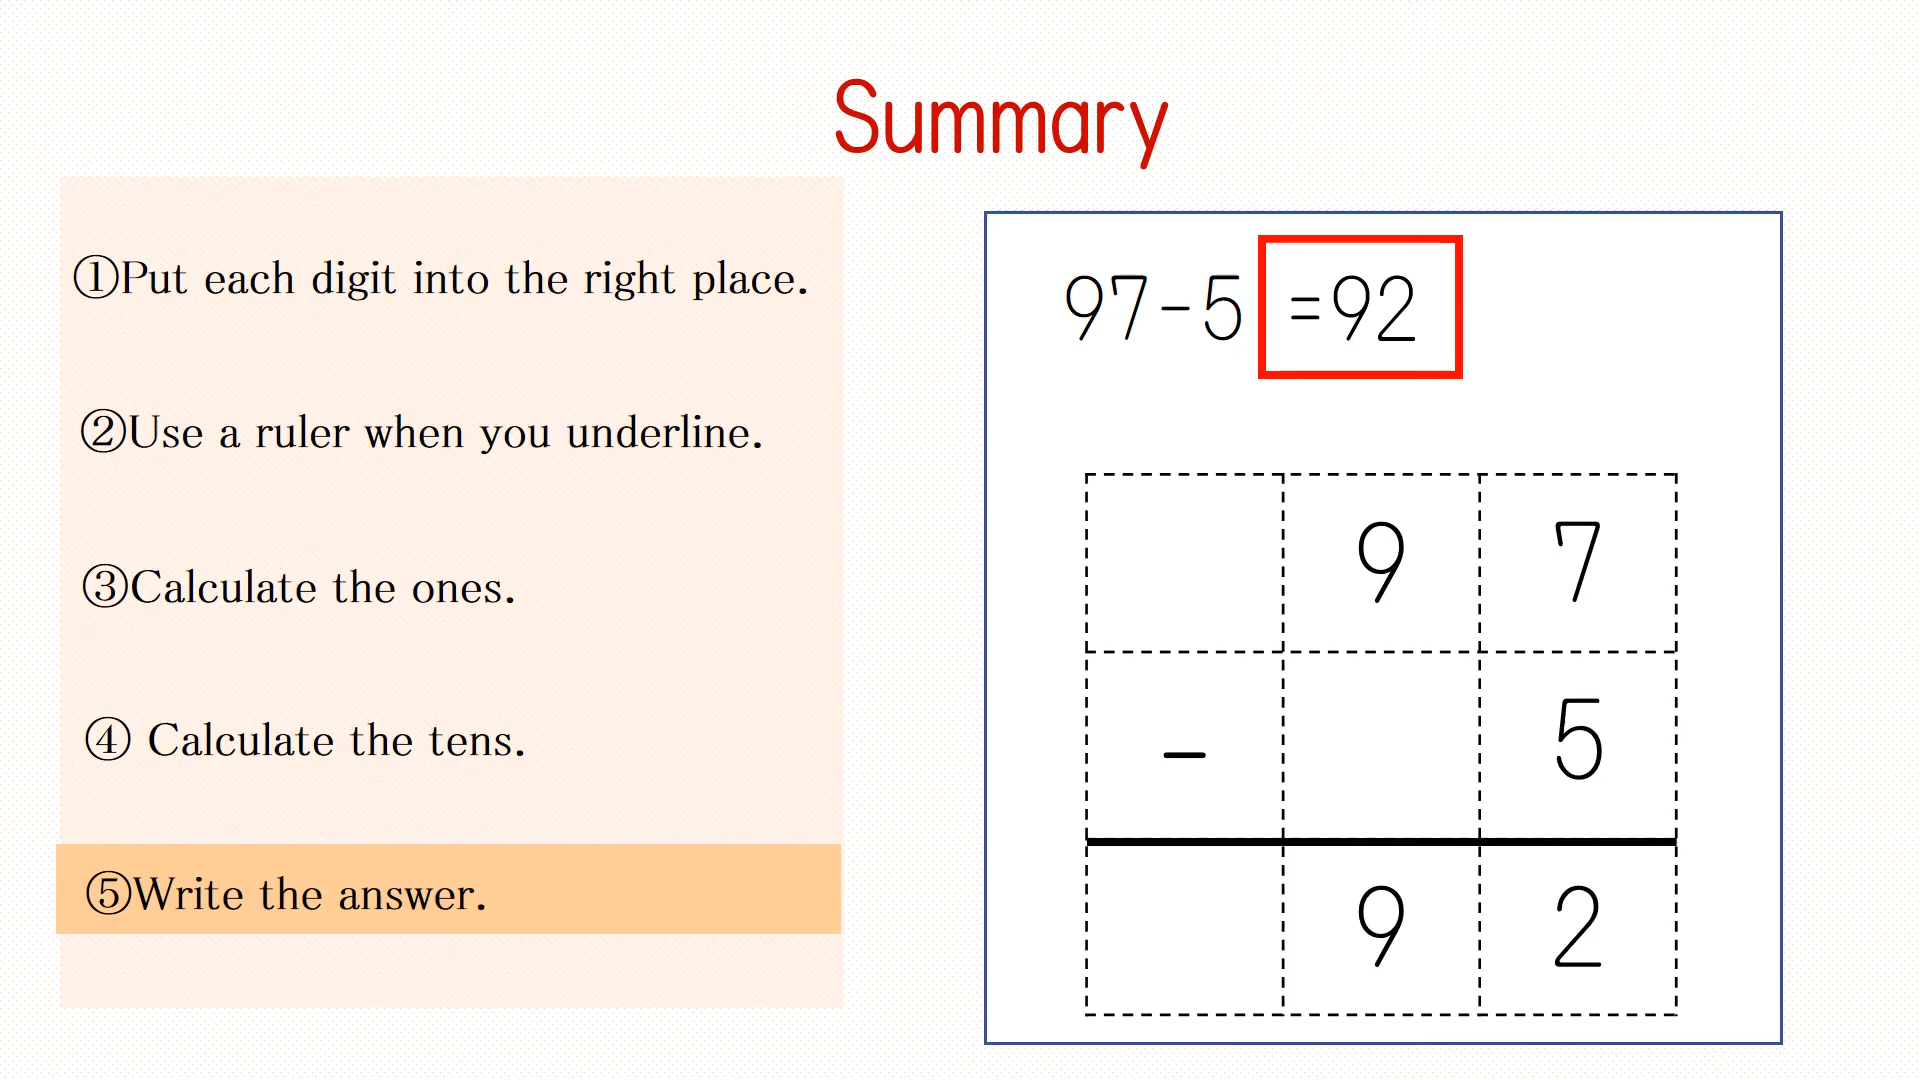 Summary
①Put each digit into the right place.
②Use a ruler when you underline.
③Calculate the ones.
④ Calculate the tens.
⑤Write the answer.
97-5 =92
9 7
- 5
9 2